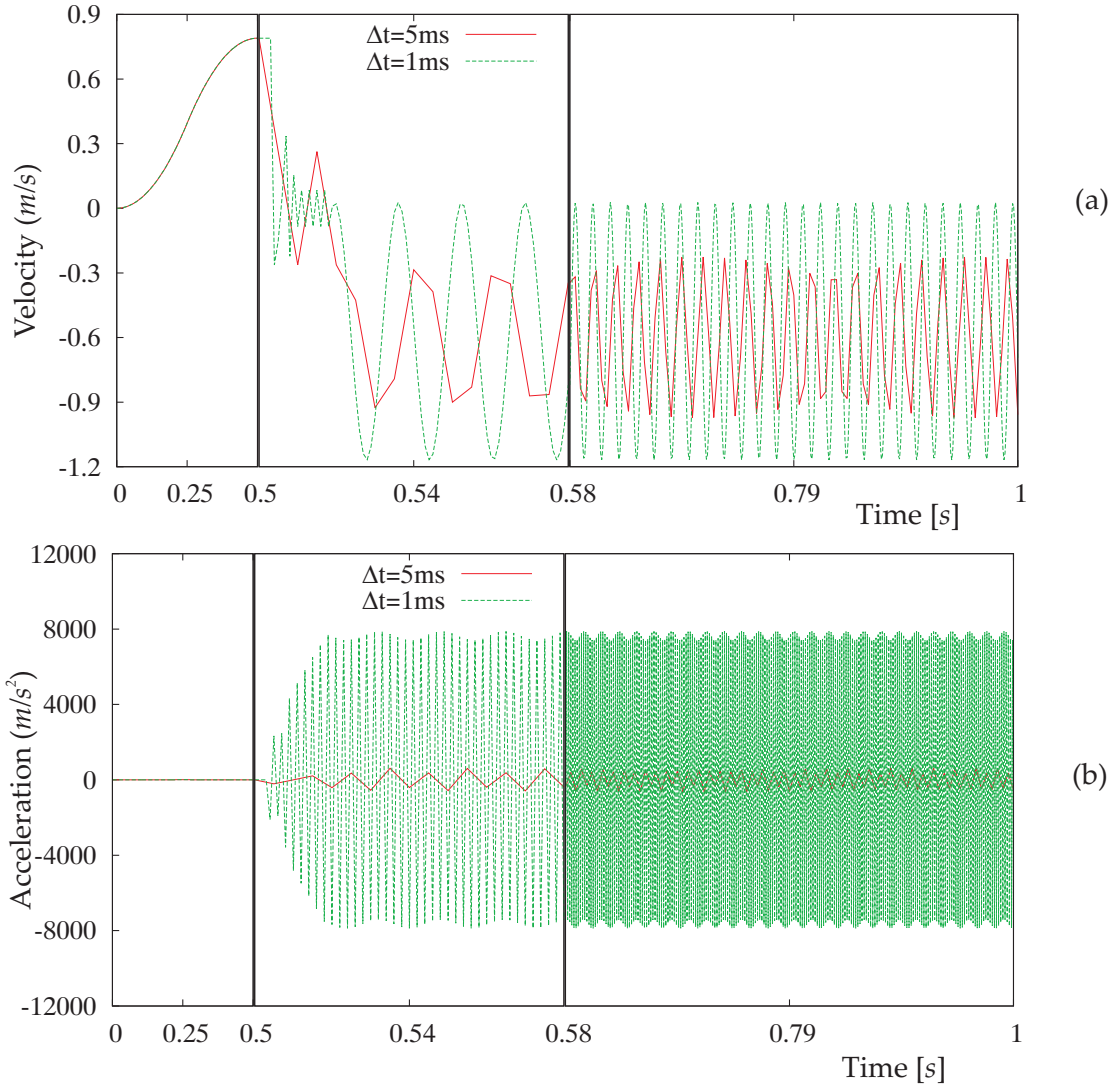 0.9
0.6
0.3
0
-0.3
-0.6
-0.9
-1.2
Velocity (m/s)
Δt=5ms
Δt=1ms
(a)
0 0.25 0.5 0.54 0.58 0.79 1
Time [s]
12000
8000
4000
0
-4000
-8000
-12000
Acceleration (m/s²)
Δt=5ms
Δt=1ms
(b)
0 0.25 0.5 0.54 0.58 0.79 1
Time [s]